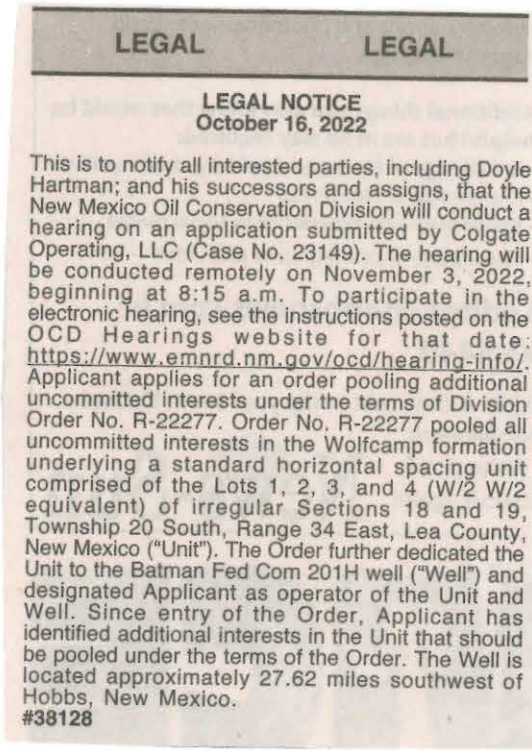 LEGAL LEGAL
LEGAL NOTICE
October 16, 2022
This is to notify all interested parties, including Doyle
Hartman; and his successors and assigns, that the
New Mexico Oil Conservation Division will conduct a
hearing on an application submitted by Colgate
Operating, LLC (Case No. 23149). The hearing will
be conducted remotely on November 3, 2022,
beginning at 8:15 a.m. To participate in the
electronic hearing, see the instructions posted on the
OCD Hearings website for that date:
https://www.emnrd.nm.gov/ocd/hearing-info/.
Applicant applies for an order pooling additional
uncommitted interests under the terms of Division
Order No. R-22277. Order No. R-22277 pooled all
uncommitted interests in the Wolfcamp formation
underlying a standard horizontal spacing unit
comprised of the Lots 1, 2, 3, and 4 (W/2 W/2
equivalent) of irregular Sections 18 and 19,
Township 20 South, Range 34 East, Lea County,
New Mexico ("Unit"). The Order further dedicated the
Unit to the Batman Fed Com 201H well ("Well") and
designated Applicant as operator of the Unit and
Well. Since entry of the Order, Applicant has
identified additional interests in the Unit that should
be pooled under the terms of the Order. The Well is
located approximately 27.62 miles southwest of
Hobbs, New Mexico.
#38128